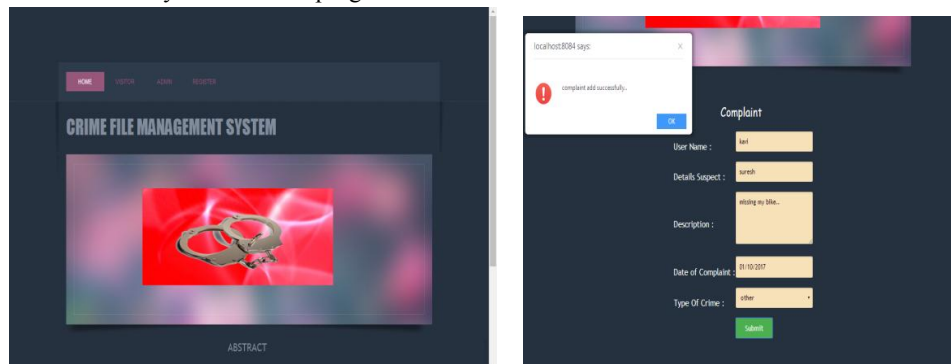 HOME VISITOR ADMIN REGISTER
CRIME FILE MANAGEMENT SYSTEM
ABSTRACT
localhost:8084 says: X
complaint add successfully..
OK
Complaint
User Name :
Details Suspect : suresh
Description : missing my bike...
Date of Complaint : 01/10/2017
Type Of Crime : other
Submit